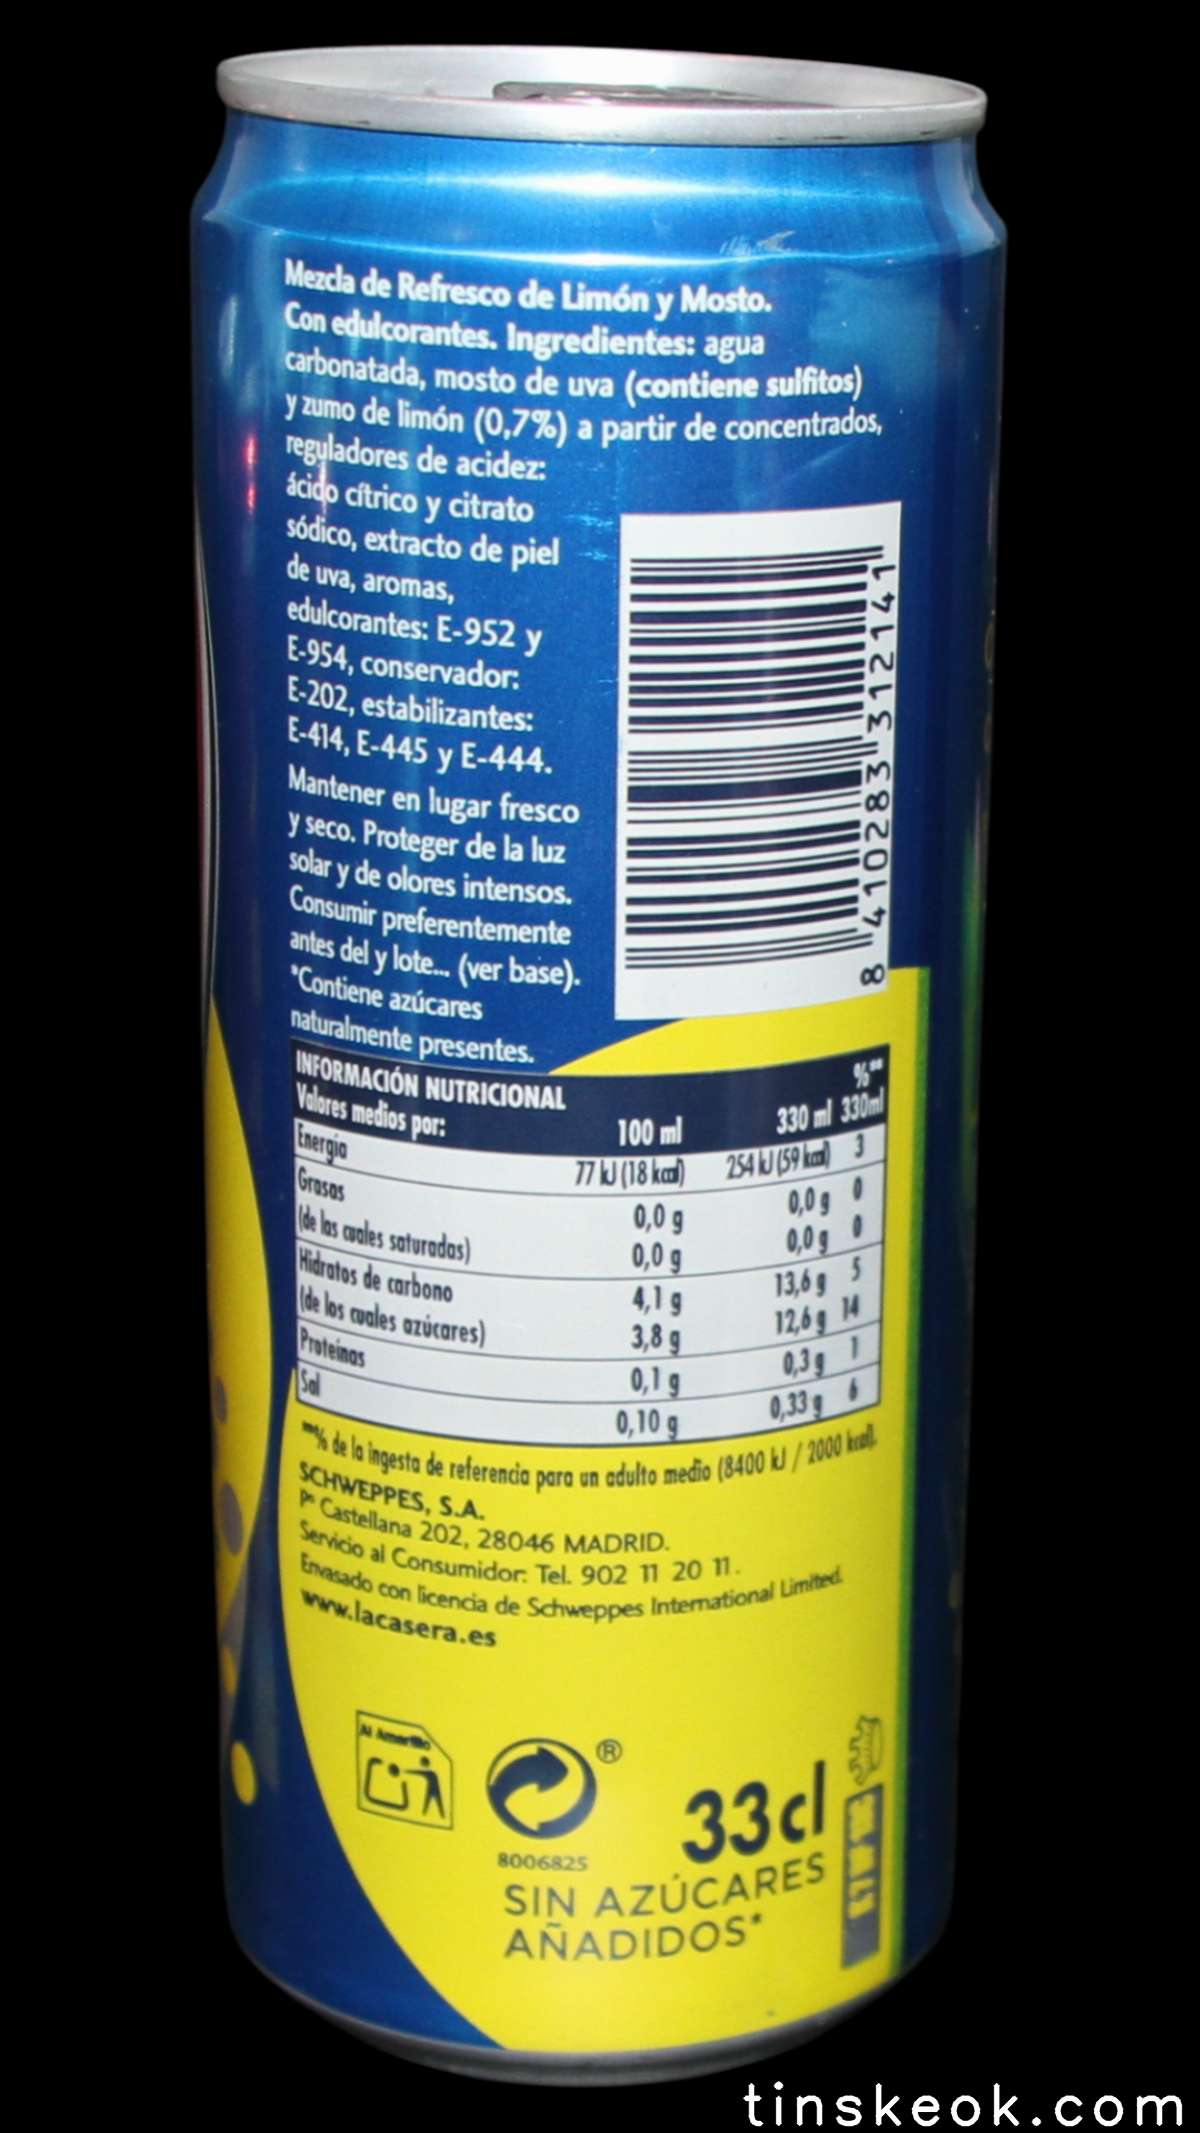 Mezcla de Refresco de Limón y Mosto.
Con edulcorantes. Ingredientes: agua
carbonatada, mosto de uva (contiene sulfitos)
y zumo de limón (0,7%) a partir de concentrados,
reguladores de acidez:
ácido cítrico y citrato
sódico, extracto de piel
de uva, aromas,
edulcorantes: E-952 y
E-954, conservador:
E-202, estabilizantes:
E-414, E-445 y E-444.
Mantener en lugar fresco
y seco. Proteger de la luz
solar y de olores intensos.
Consumir preferentemente
antes del y lote... (ver base).
*Contiene azúcares
naturalmente presentes.
8 410283 312141
INFORMACIÓN NUTRICIONAL %**
Valores medios por: 100 ml 330 ml 330ml
Energía 77 kJ (18 kcal) 254 kJ (59 kcal) 3
Grasas 0,0 g 0,0 g 0
(de las cuales saturadas) 0,0 g 0,0 g 0
Hidratos de carbono 4,1 g 13,6 g 5
(de los cuales azúcares) 3,8 g 12,6 g 14
Proteínas 0,1 g 0,3 g 1
Sal 0,10 g 0,33 g 6
**% de la ingesta de referencia para un adulto medio (8400 kJ / 2000 kcal).
SCHWEPPES, S.A.
Pº Castellana 202, 28046 MADRID.
Servicio al Consumidor: Tel. 902 11 20 11.
Envasado con licencia de Schweppes International Limited.
www.lacasera.es
Al Amarillo
®
8006825
33cl
SIN AZÚCARES
AÑADIDOS*
tinskeok.com